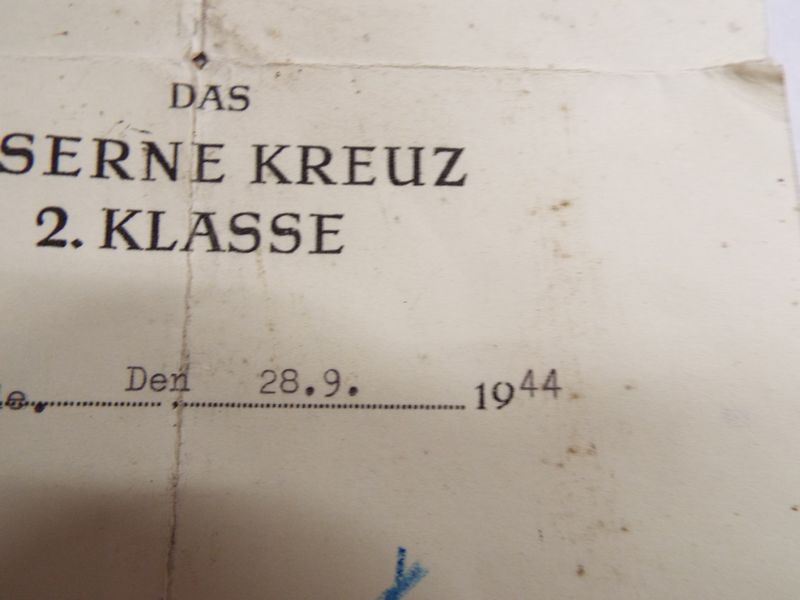 DAS
SERNE KREUZ
2. KLASSE
Den 28.9. 1944